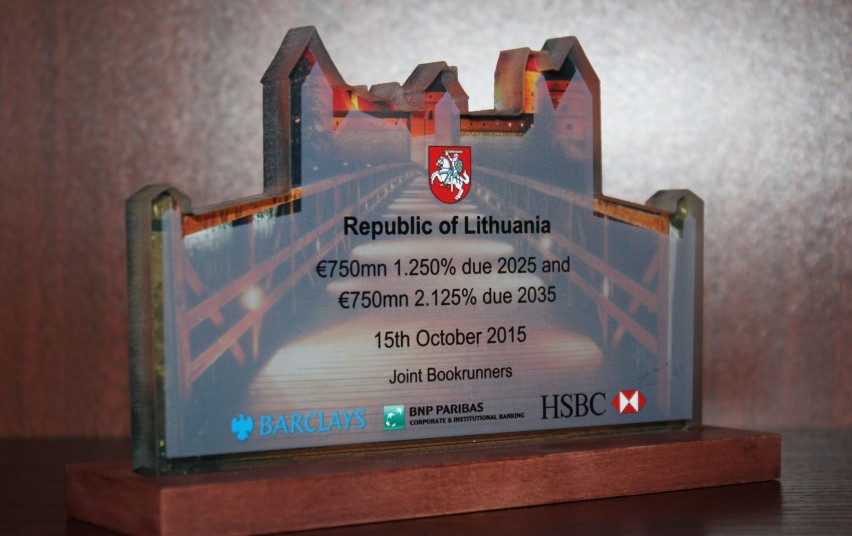 Republic of Lithuania
€750mn 1.250% due 2025 and
€750mn 2.125% due 2035
15th October 2015
Joint Bookrunners
BARCLAYS
BNP PARIBAS
CORPORATE & INSTITUTIONAL BANKING
HSBC